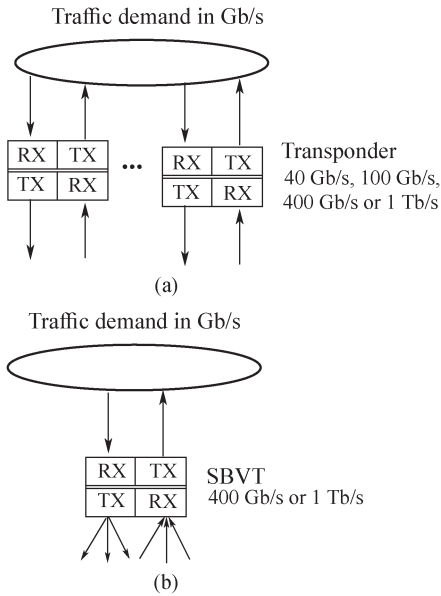 Traffic demand in Gb/s
RX TX ... RX TX
TX RX TX RX
Transponder
40 Gb/s, 100 Gb/s,
400 Gb/s or 1 Tb/s
(a)
Traffic demand in Gb/s
RX TX
TX RX
SBVT
400 Gb/s or 1 Tb/s
(b)